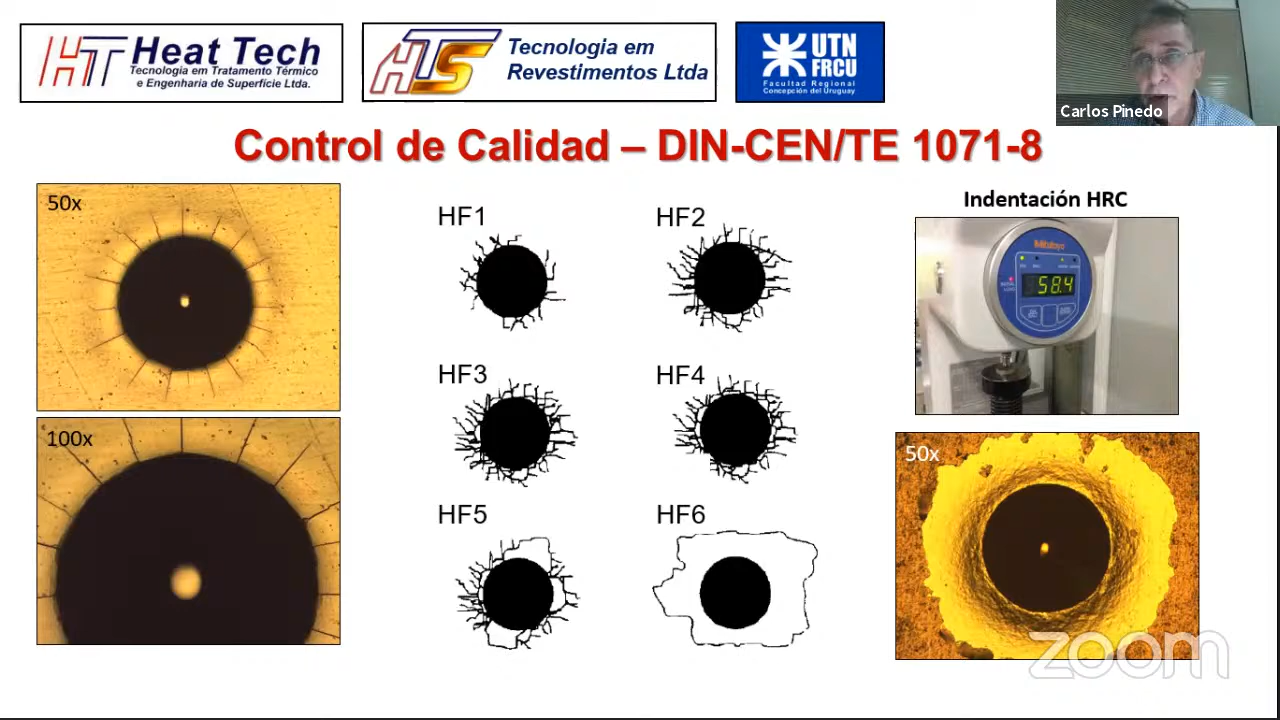 HT Heat Tech
Tecnologia em Tratamento Térmico
e Engenharia de Superfície Ltda.
HTS Tecnologia em
Revestimentos Ltda
UTN
FRCU
Facultad Regional
Concepción del Uruguay
Carlos Pinedo
Control de Calidad – DIN-CEN/TE 1071-8
50x
100x
HF1
HF2
HF3
HF4
HF5
HF6
Indentación HRC
Mitutoyo
58.4
50x
zoom